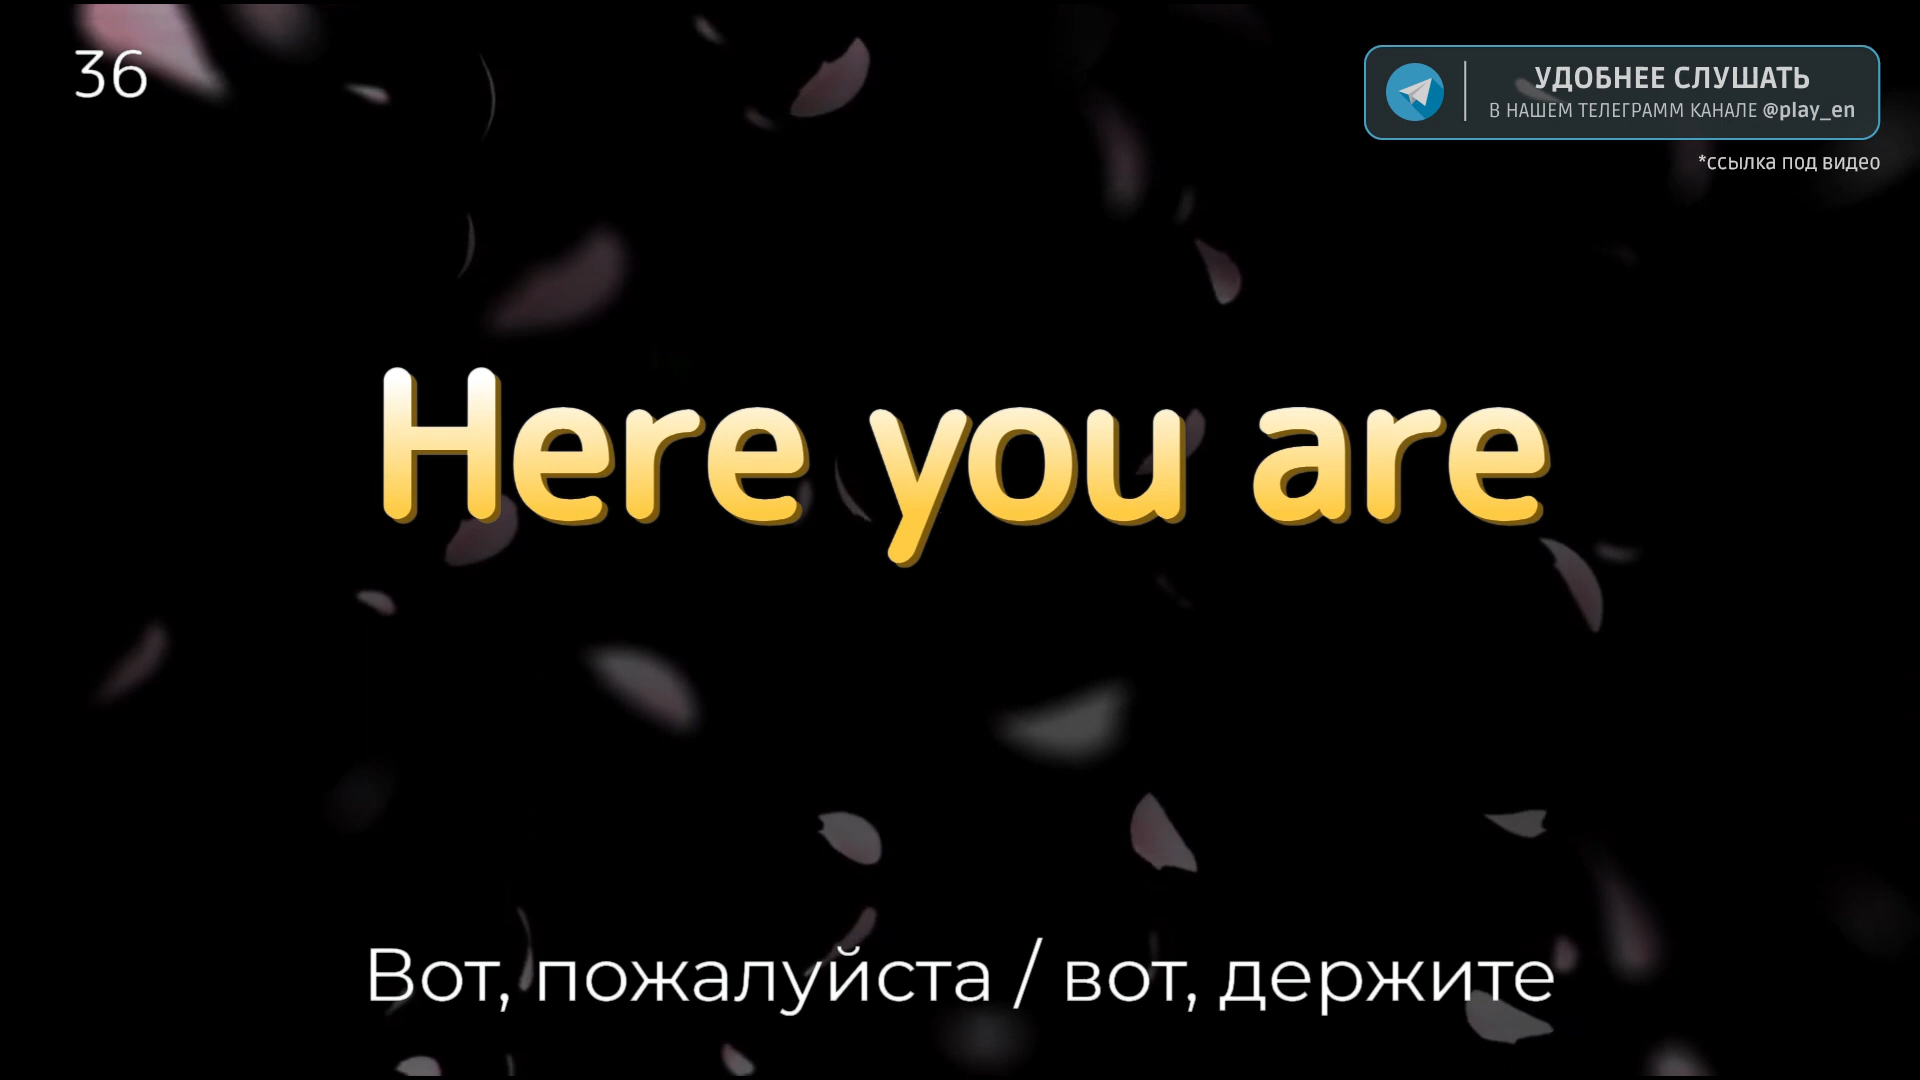 36
УДОБНЕЕ СЛУШАТЬ
В НАШЕМ ТЕЛЕГРАММ КАНАЛЕ @play_en
*ссылка под видео
Here you are
Вот, пожалуйста / вот, держите